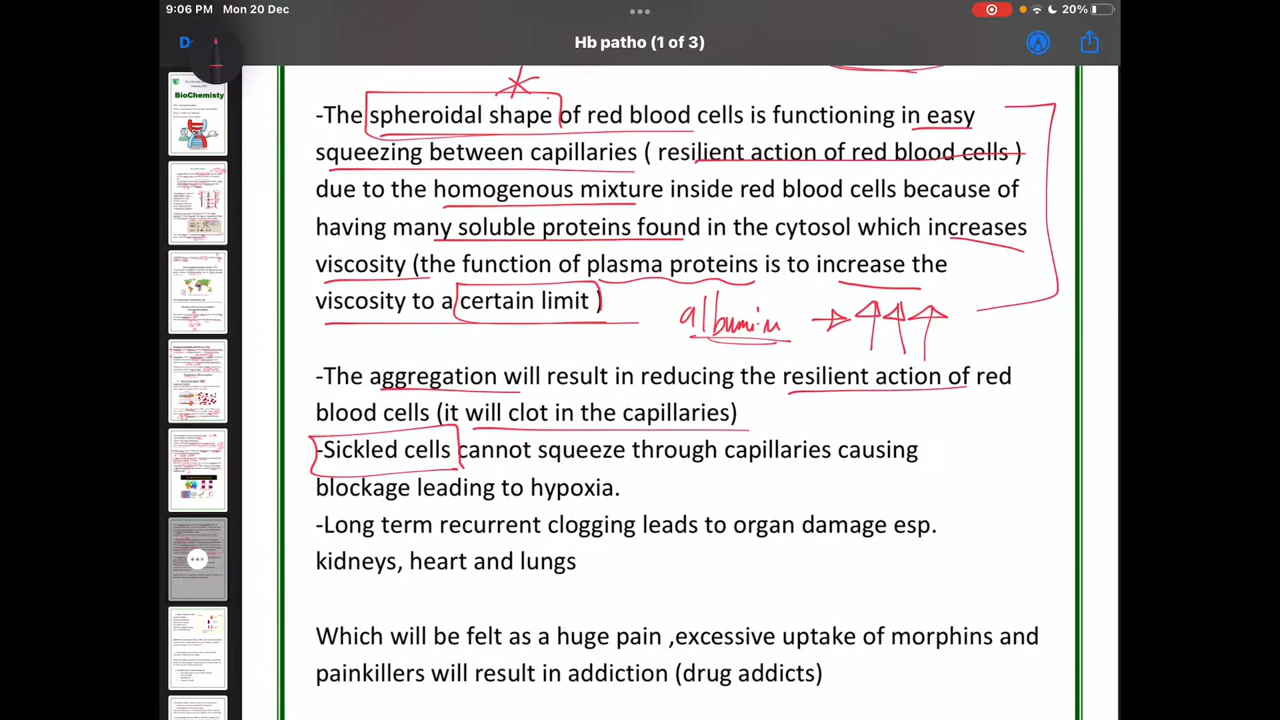 9:06 PM Mon 20 Dec
20%
Hb patho (1 of 3)
BioChemisty
-The spheroidal shape of red blood cells is functioning in easy
squeezing between capillaries ( resilient action of red blood cells )
due to the homogenous mixture inside red blood cells because of
having many soluble proteins found in the cytosol which increases
viscosity (the function of plasma proteins is to increase the
viscosity to a certain limit )
albumin
-The aggregation will result in reducing the resilient action of red
blood cells (it will clot in the capillaries)
-Sickled cells cannot squeeze through capillaries causing
blockage leading to hypoxia.
-Long term recurrent clogging leads to organ damage esp.
kidneys, heart and lungs
Which will be felt as a huge pain ,excessive uptake of morphins and
painkillers will result in addiction (drug addicts)